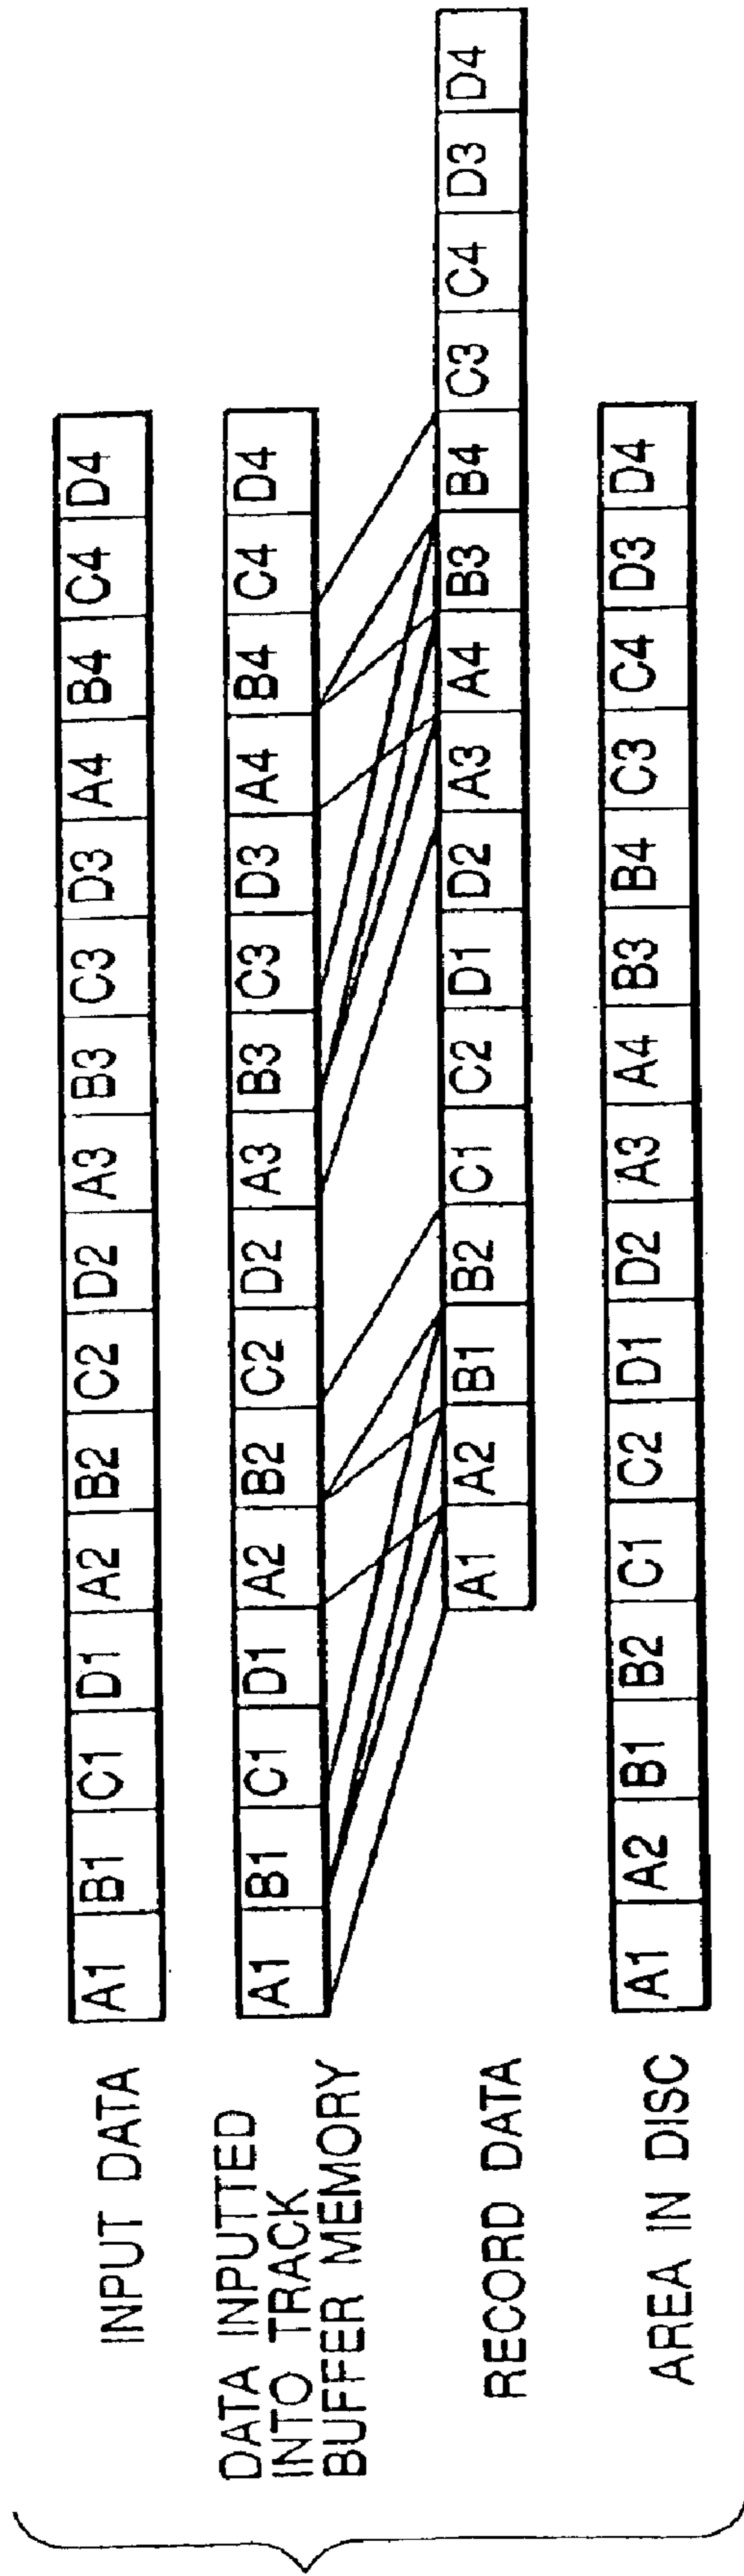 INPUT DATA
A1 B1 C1 D1 A2 B2 C2 D2 A3 B3 C3 D3 A4 B4 C4 D4
DATA INPUTTED
INTO TRACK
BUFFER MEMORY
A1 B1 C1 D1 A2 B2 C2 D2 A3 B3 C3 D3 A4 B4 C4 D4
RECORD DATA
A1 A2 B1 B2 C1 C2 D1 D2 A3 A4 B3 B4 C3 C4 D3 D4
AREA IN DISC
A1 A2 B1 B2 C1 C2 D1 D2 A3 A4 B3 B4 C3 C4 D3 D4